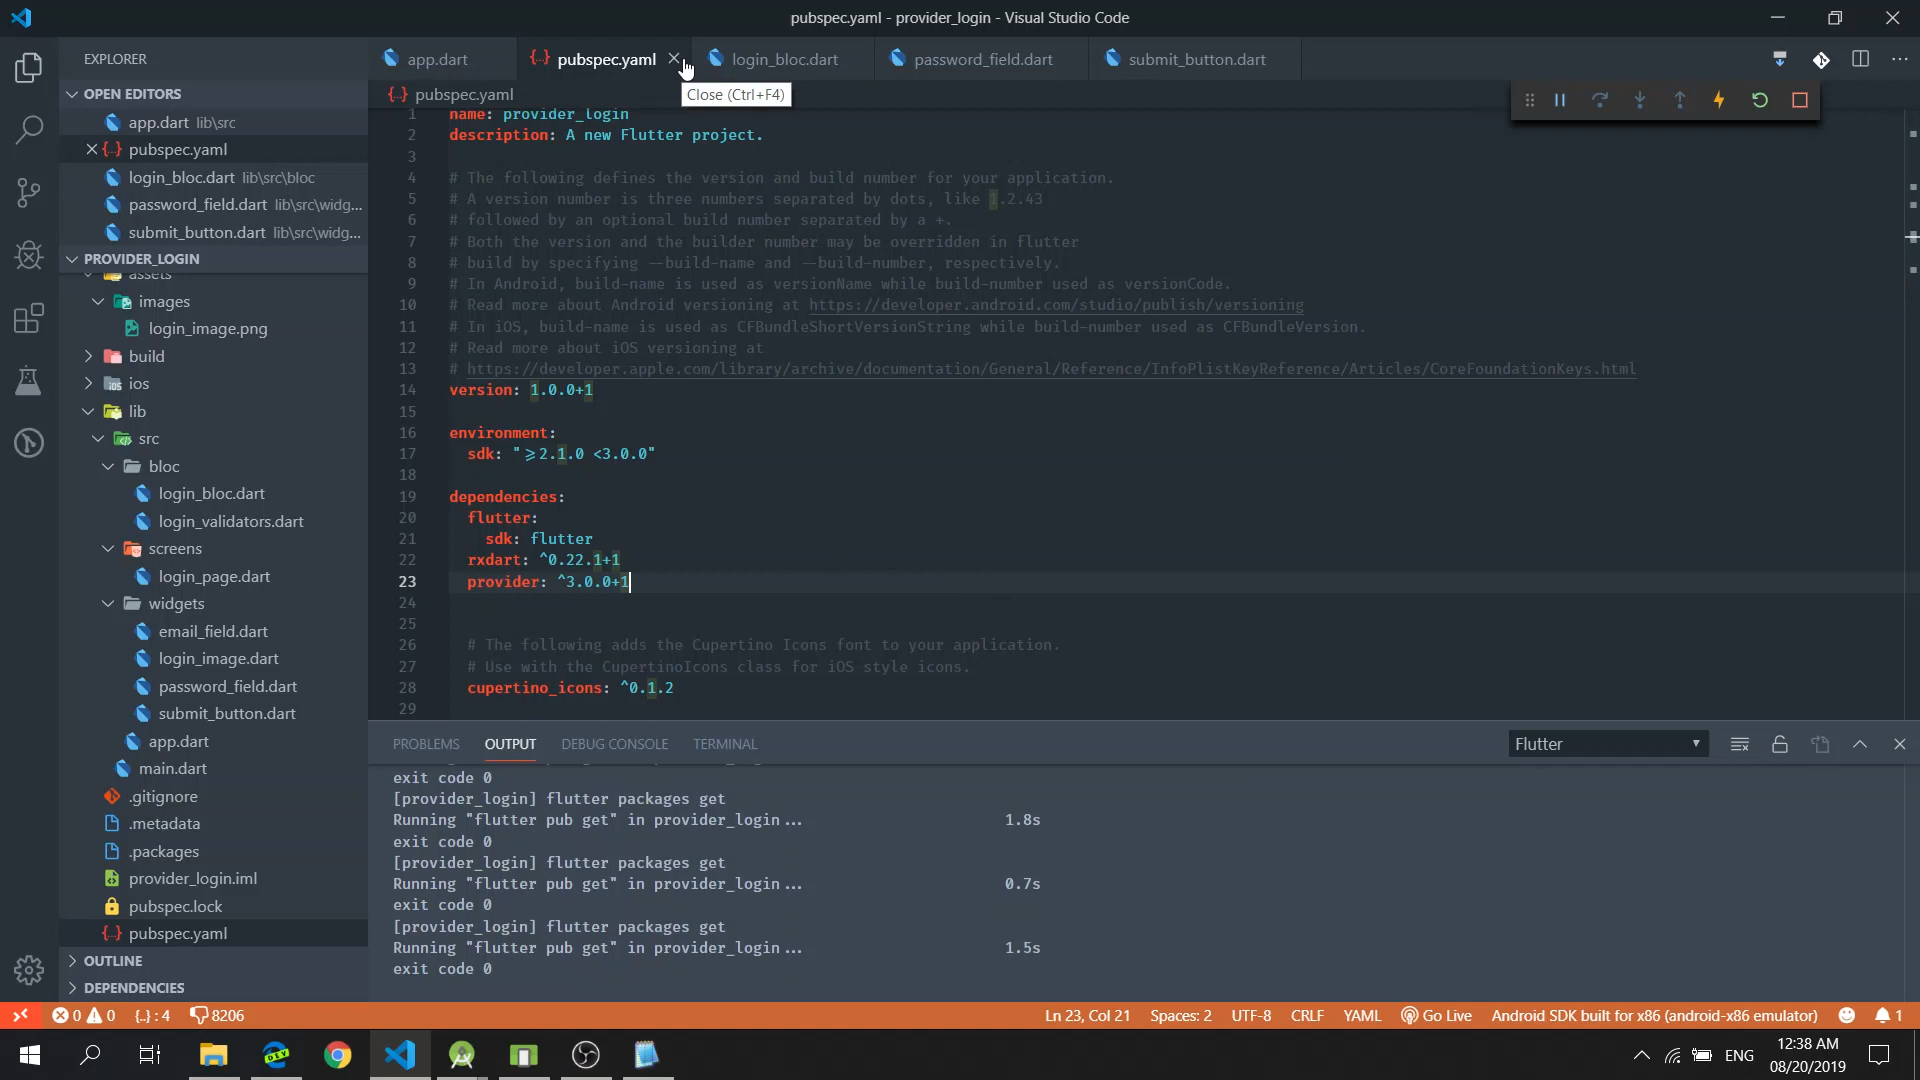 pubspec.yaml - provider_login - Visual Studio Code
EXPLORER
OPEN EDITORS
app.dart lib\src
pubspec.yaml
login_bloc.dart lib\src\bloc
password_field.dart lib\src\widg...
submit_button.dart lib\src\widg...
PROVIDER_LOGIN
assets
images
login_image.png
build
ios
lib
src
bloc
login_bloc.dart
login_validators.dart
screens
login_page.dart
widgets
email_field.dart
login_image.dart
password_field.dart
submit_button.dart
app.dart
main.dart
.gitignore
.metadata
.packages
provider_login.iml
pubspec.lock
pubspec.yaml
OUTLINE
DEPENDENCIES
app.dart
pubspec.yaml
login_bloc.dart
password_field.dart
submit_button.dart
pubspec.yaml
Close (Ctrl+F4)
1 name: provider_login
2 description: A new Flutter project.
3
4 # The following defines the version and build number for your application.
5 # A version number is three numbers separated by dots, like 1.2.43
6 # followed by an optional build number separated by a +.
7 # Both the version and the builder number may be overridden in flutter
8 # build by specifying --build-name and --build-number, respectively.
9 # In Android, build-name is used as versionName while build-number used as versionCode.
10 # Read more about Android versioning at https://developer.android.com/studio/publish/versioning
11 # In iOS, build-name is used as CFBundleShortVersionString while build-number used as CFBundleVersion.
12 # Read more about iOS versioning at
13 # https://developer.apple.com/library/archive/documentation/General/Reference/InfoPlistKeyReference/Articles/CoreFoundationKeys.html
14 version: 1.0.0+1
15
16 environment:
17 sdk: ">=2.1.0 <3.0.0"
18
19 dependencies:
20 flutter:
21 sdk: flutter
22 rxdart: ^0.22.1+1
23 provider: ^3.0.0+1
24
25
26 # The following adds the Cupertino Icons font to your application.
27 # Use with the CupertinoIcons class for iOS style icons.
28 cupertino_icons: ^0.1.2
29
PROBLEMS OUTPUT DEBUG CONSOLE TERMINAL
Flutter
exit code 0
[provider_login] flutter packages get
Running "flutter pub get" in provider_login... 1.8s
exit code 0
[provider_login] flutter packages get
Running "flutter pub get" in provider_login... 0.7s
exit code 0
[provider_login] flutter packages get
Running "flutter pub get" in provider_login... 1.5s
exit code 0
0 0 {..} : 4 8206
Ln 23, Col 21 Spaces: 2 UTF-8 CRLF YAML Go Live Android SDK built for x86 (android-x86 emulator) 1
DEV
ENG
12:38 AM
08/20/2019